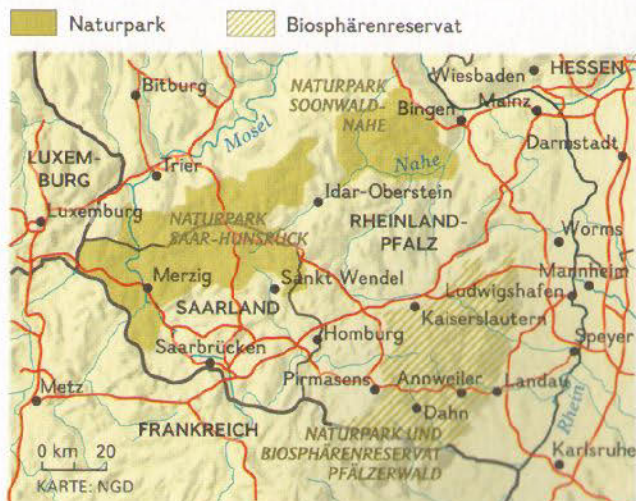 Naturpark
Biosphärenreservat
Bitburg
NATURPARK
SOONWALD-
NAHE
Wiesbaden
HESSEN
Bingen
Mainz
Mosel
Darmstadt
LUXEM-
BURG
Trier
Nahe
Idar-Oberstein
Luxemburg
NATURPARK
SAAR-HUNSRÜCK
RHEINLAND-
PFALZ
Worms
Merzig
Sankt Wendel
Mannheim
Ludwigshafen
SAARLAND
Kaiserslautern
Homburg
Speyer
Saarbrücken
Pirmasens
Annweiler
Landau
Metz
Dahn
Rhein
FRANKREICH
NATURPARK UND
BIOSPHÄRENRESERVAT
PFÄLZERWALD
0 km 20
Karlsruhe
KARTE: NGD